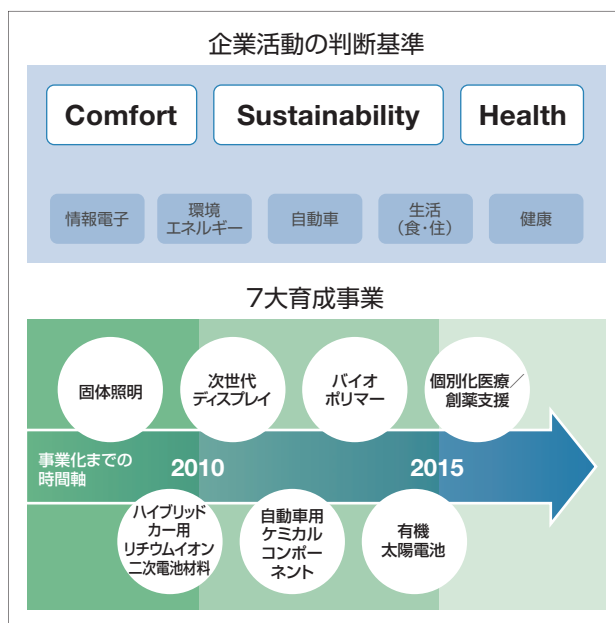 企業活動の判断基準
Comfort
Sustainability
Health
情報電子
環境
エネルギー
自動車
生活
(食・住)
健康
7大育成事業
固体照明
次世代
ディスプレイ
バイオ
ポリマー
個別化医療／
創薬支援
事業化までの
時間軸
2010
2015
ハイブリッド
カー用
リチウムイオン
二次電池材料
自動車用
ケミカル
コンポー
ネント
有機
太陽電池